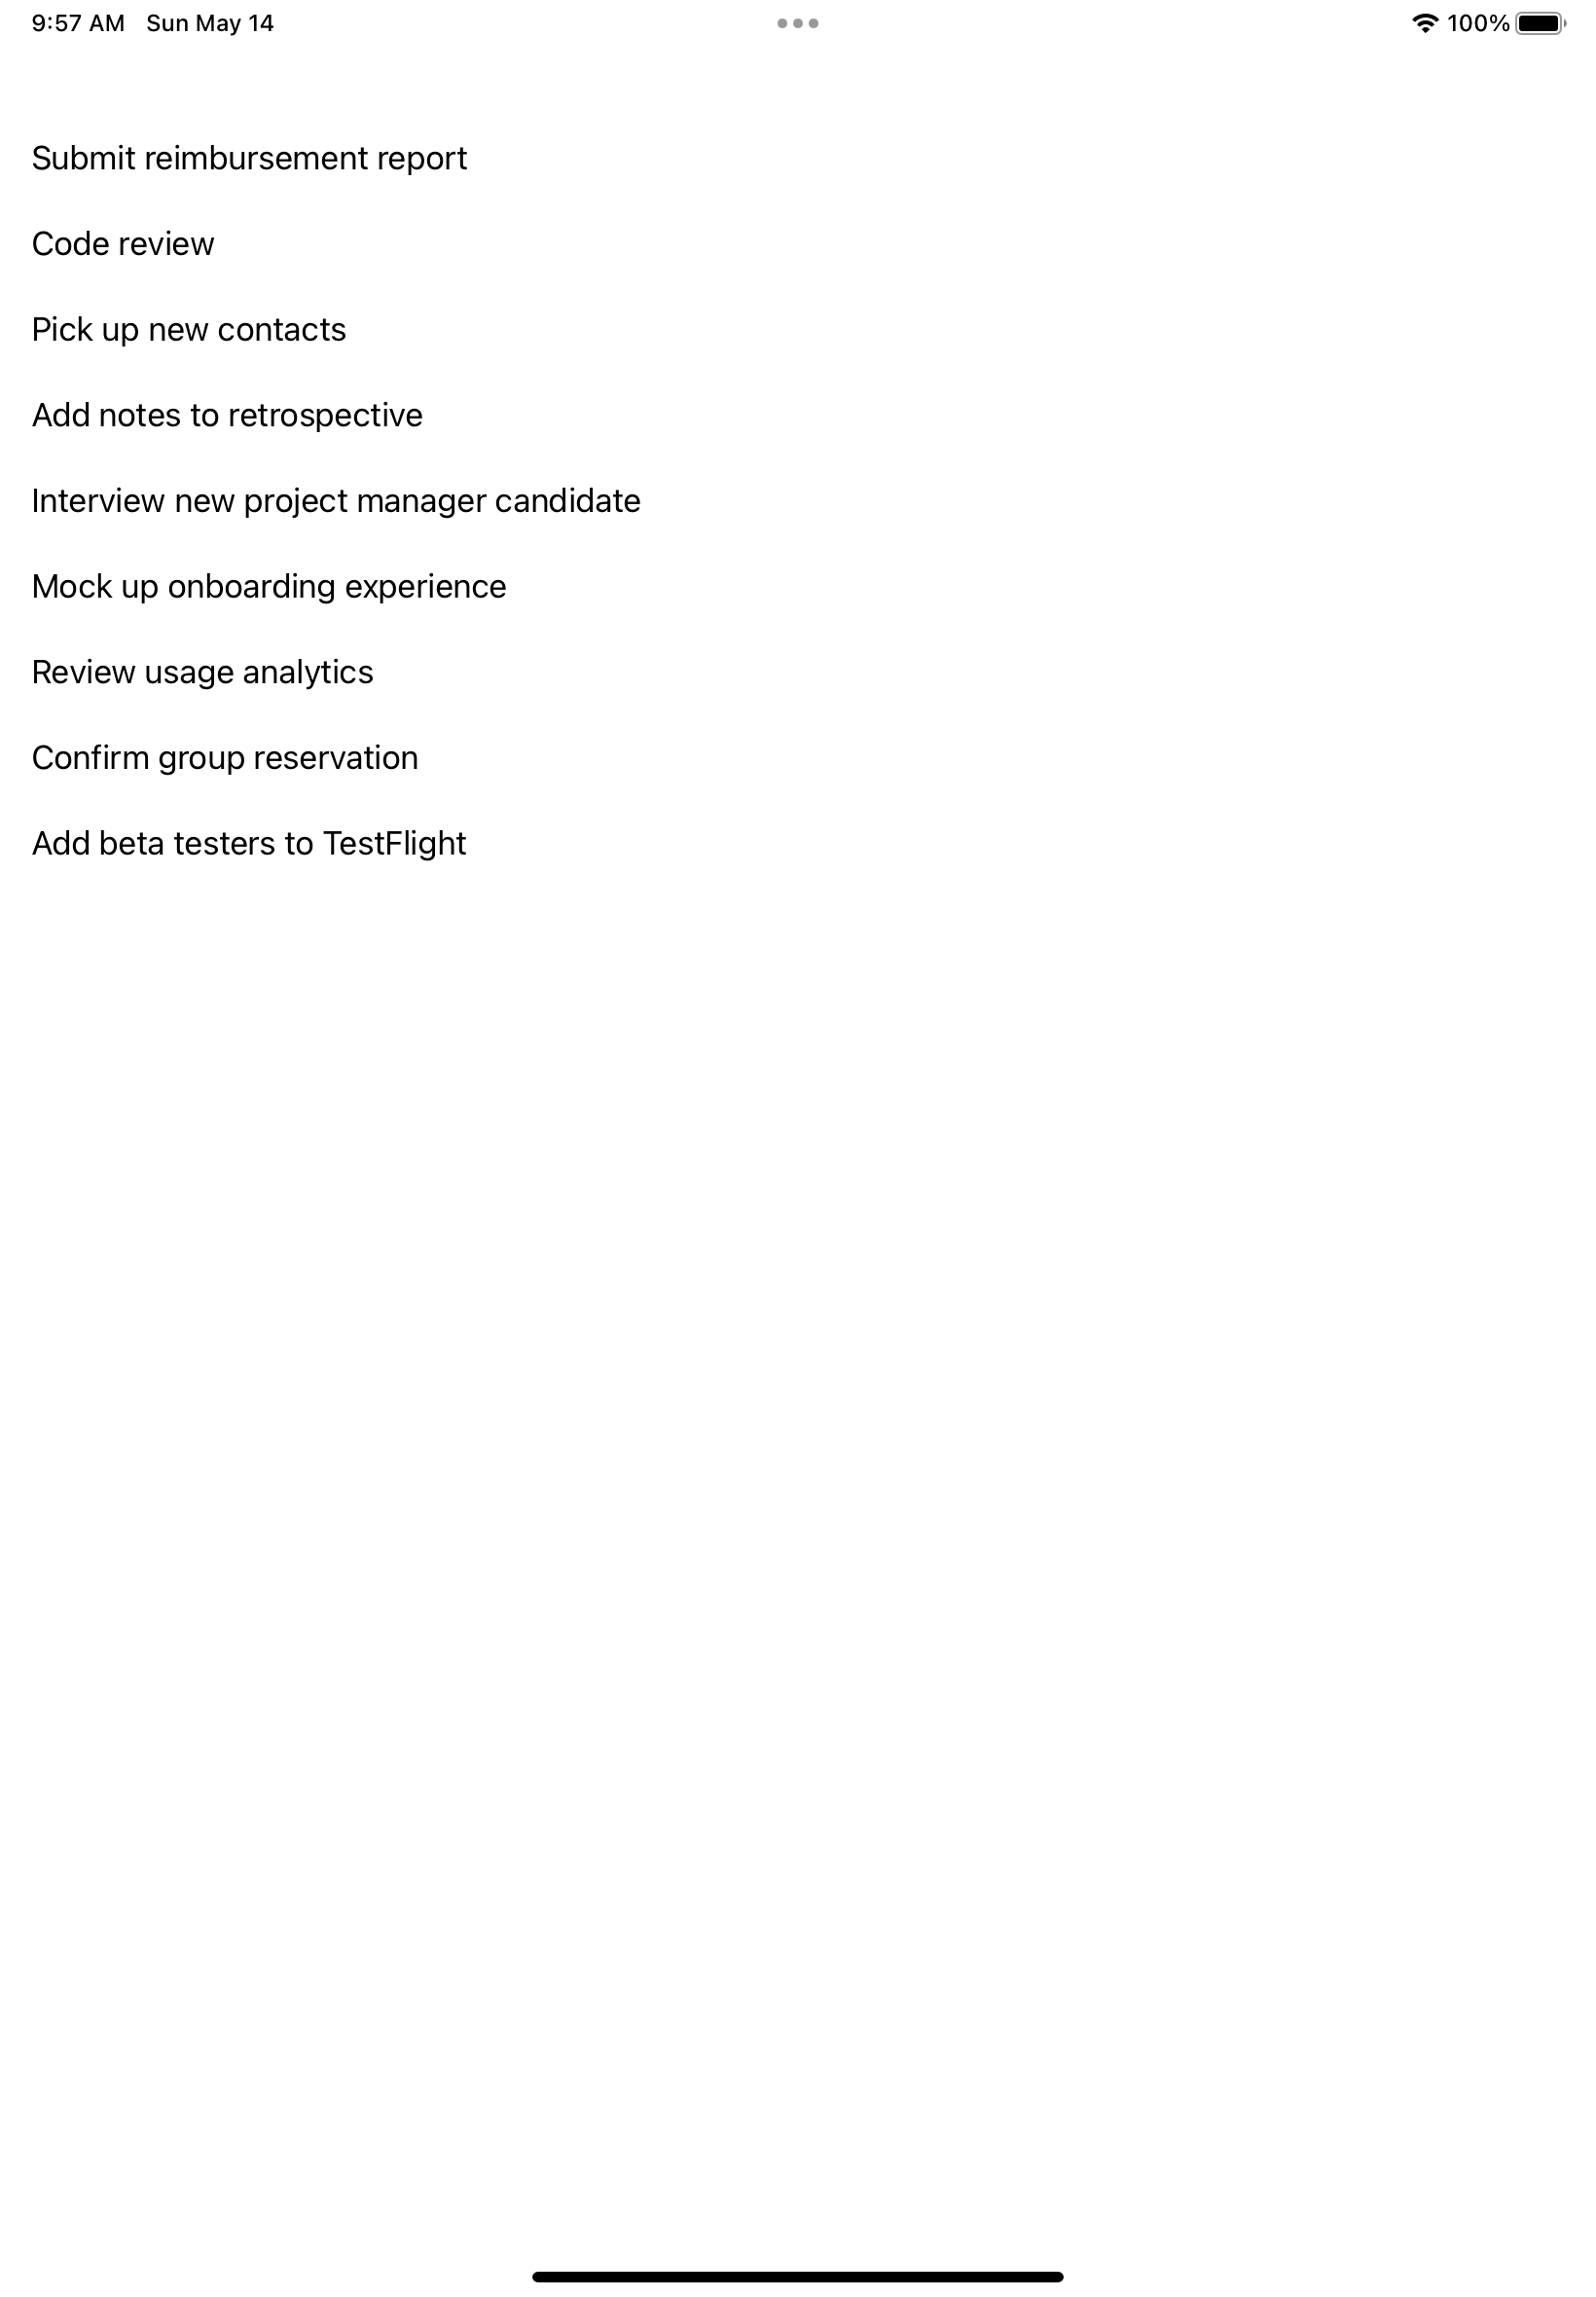 9:57 AM Sun May 14 100%
Submit reimbursement report
Code review
Pick up new contacts
Add notes to retrospective
Interview new project manager candidate
Mock up onboarding experience
Review usage analytics
Confirm group reservation
Add beta testers to TestFlight